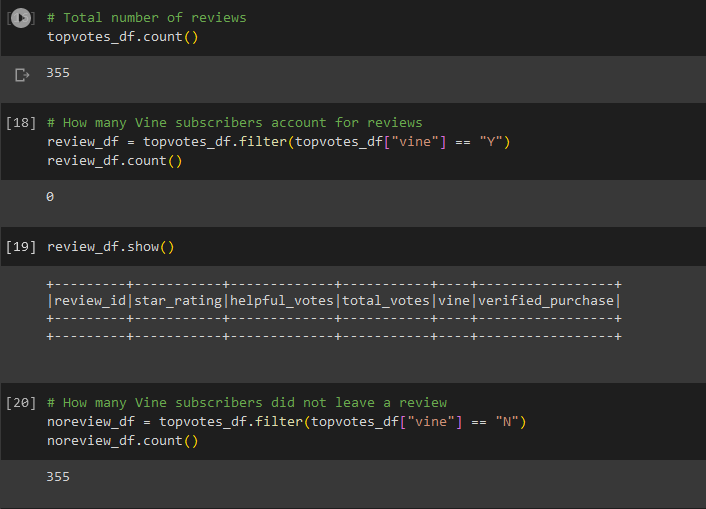 # Total number of reviews
topvotes_df.count()
355
[18] # How many Vine subscribers account for reviews
review_df = topvotes_df.filter(topvotes_df["vine"] == "Y")
review_df.count()
0
[19] review_df.show()
+---------+-----------+-------------+-----------+----+-----------------+
|review_id|star_rating|helpful_votes|total_votes|vine|verified_purchase|
+---------+-----------+-------------+-----------+----+-----------------+
+---------+-----------+-------------+-----------+----+-----------------+
[20] # How many Vine subscribers did not leave a review
noreview_df = topvotes_df.filter(topvotes_df["vine"] == "N")
noreview_df.count()
355